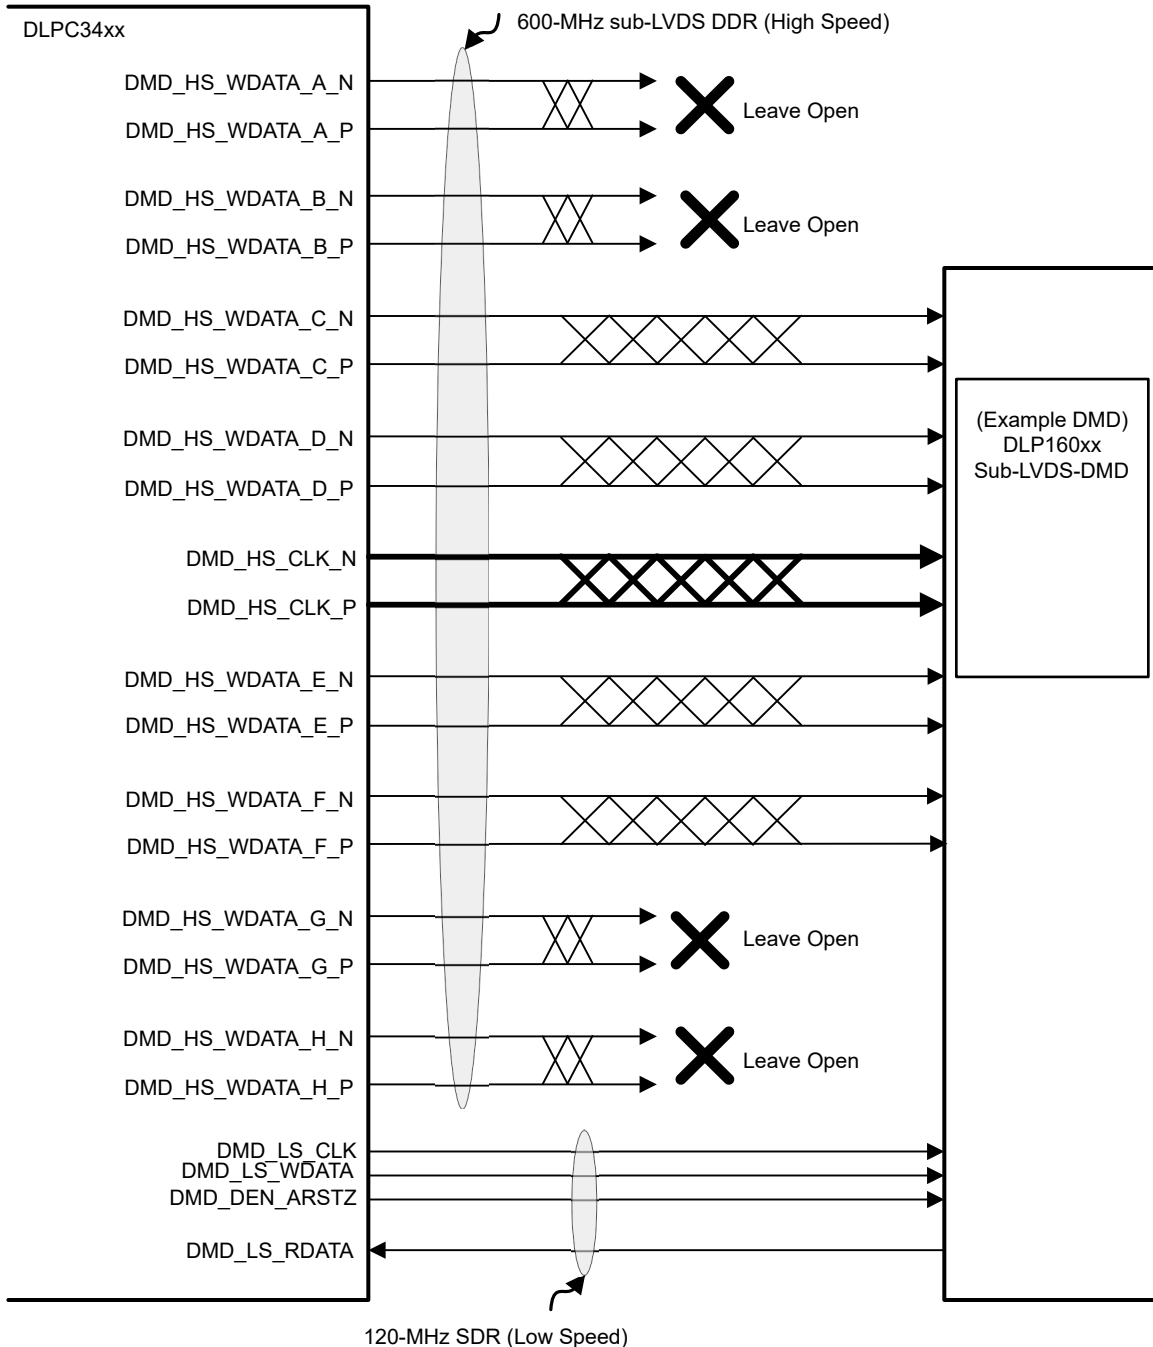 600-MHz sub-LVDS DDR (High Speed)
DLPC34xx
DMD_HS_WDATA_A_N
Leave Open
DMD_HS_WDATA_A_P
DMD_HS_WDATA_B_N
Leave Open
DMD_HS_WDATA_B_P
DMD_HS_WDATA_C_N
DMD_HS_WDATA_C_P
(Example DMD)
DLP160xx
Sub-LVDS-DMD
DMD_HS_WDATA_D_N
DMD_HS_WDATA_D_P
DMD_HS_CLK_N
DMD_HS_CLK_P
DMD_HS_WDATA_E_N
DMD_HS_WDATA_E_P
DMD_HS_WDATA_F_N
DMD_HS_WDATA_F_P
DMD_HS_WDATA_G_N
Leave Open
DMD_HS_WDATA_G_P
DMD_HS_WDATA_H_N
Leave Open
DMD_HS_WDATA_H_P
DMD_LS_CLK
DMD_LS_WDATA
DMD_DEN_ARSTZ
DMD_LS_RDATA
120-MHz SDR (Low Speed)